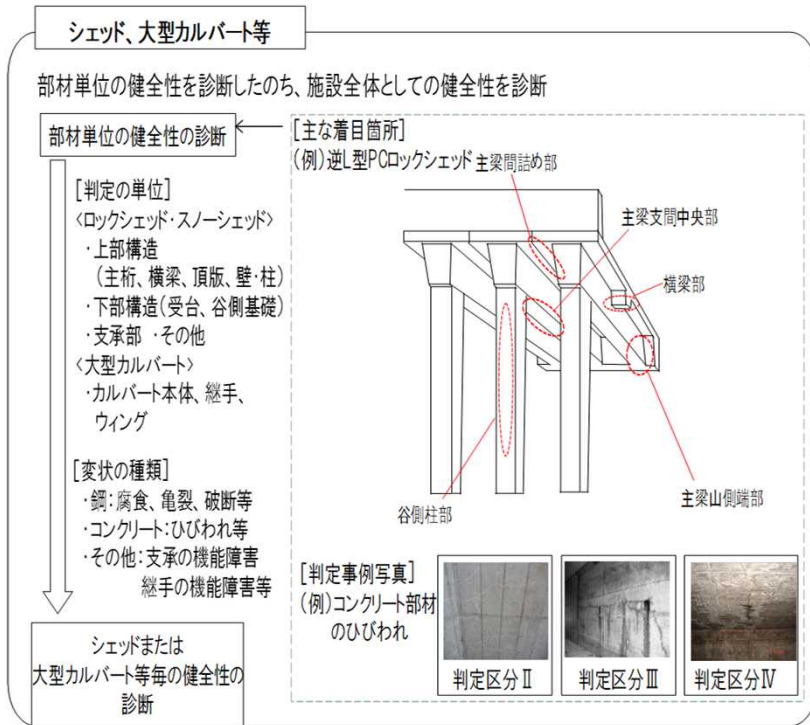 シェッド、大型カルバート等
部材単位の健全性を診断したのち、施設全体としての健全性を診断
部材単位の健全性の診断
[判定の単位]
<ロックシェッド・スノーシェッド>
・上部構造
(主桁、横梁、頂版、壁・柱)
・下部構造(受台、谷側基礎)
・支承部 ・その他
<大型カルバート>
・カルバート本体、継手、
ウィング
[変状の種類]
・鋼:腐食、亀裂、破断等
・コンクリート:ひびわれ等
・その他:支承の機能障害
継手の機能障害等
シェッドまたは
大型カルバート等毎の健全性の
診断
[主な着目箇所]
(例)逆L型PCロックシェッド
主梁間詰め部
主梁支間中央部
横梁部
主梁山側端部
谷側柱部
[判定事例写真]
(例)コンクリート部材
のひびわれ
判定区分Ⅱ
判定区分Ⅲ
判定区分Ⅳ